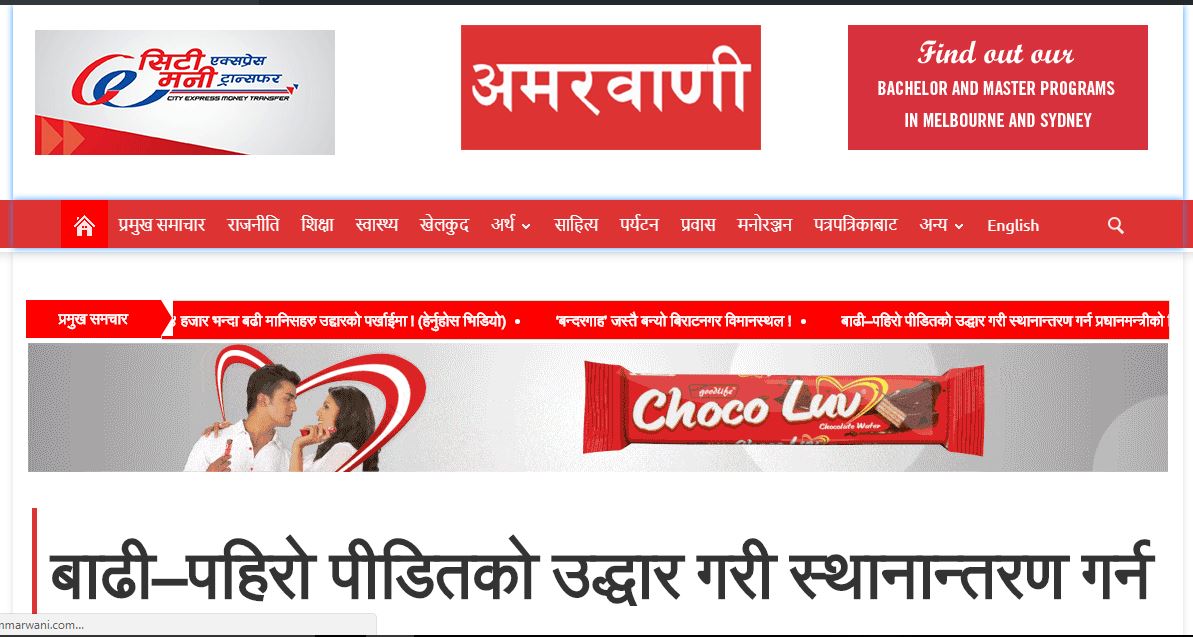 सिटी एक्सप्रेस
मनी ट्रान्सफर
CITY EXPRESS MONEY TRANSFER
अमरवाणी
Find out our
BACHELOR AND MASTER PROGRAMS
IN MELBOURNE AND SYDNEY
प्रमुख समाचार राजनीति शिक्षा स्वास्थ्य खेलकुद अर्थ साहित्य पर्यटन प्रवास मनोरञ्जन पत्रपत्रिकाबाट अन्य English
प्रमुख समचार
हजार भन्दा बढी मानिसहरु उद्दारको पर्खाईमा ! (हेर्नुहोस भिडियो) • ‘बन्दरगाह’ जस्तै बन्यो बिराटनगर विमानस्थल ! • बाढी–पहिरो पीडितको उद्धार गरी स्थानान्तरण गर्न प्रधानमन्त्रीको
goodlife
Choco Luv
Chocolate Wafer
बाढी–पहिरो पीडितको उद्धार गरी स्थानान्तरण गर्न
marwani.com...